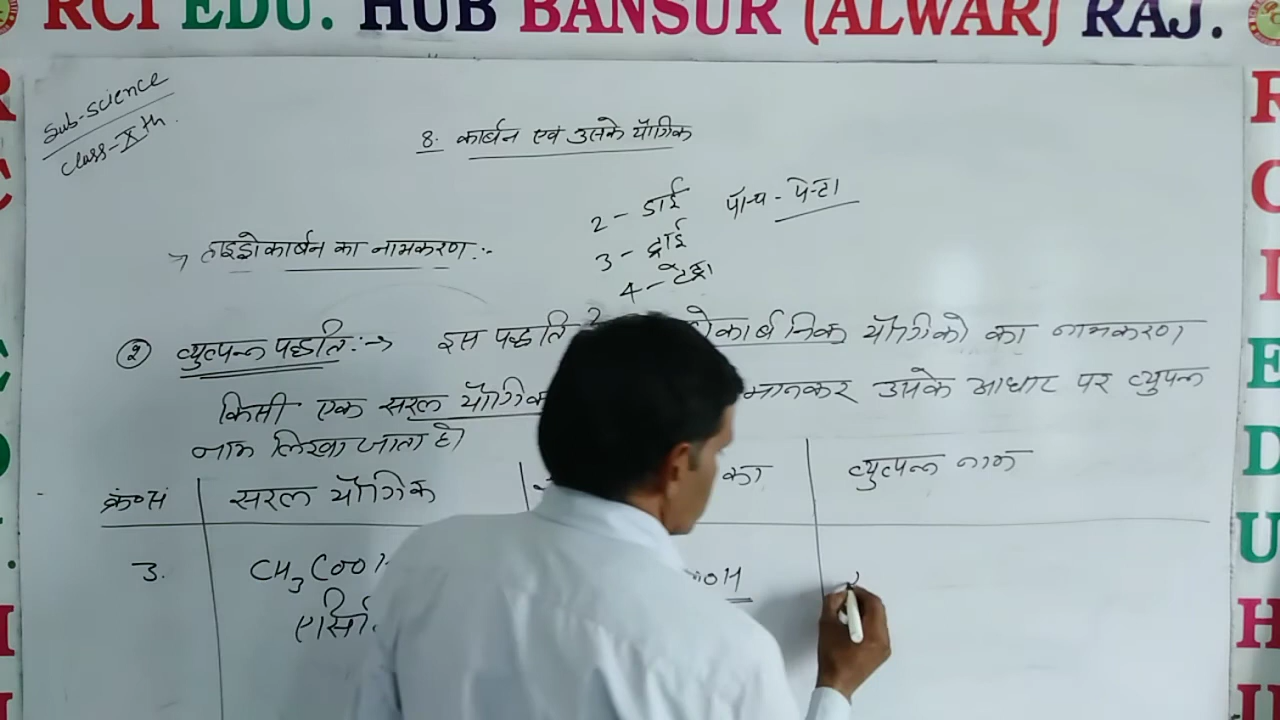 RCI EDU. HUB BANSUR (ALWAR) RAJ.
Sub-Science
Class-Xth.
8. कार्बन एवं उसके यौगिक
2 - डाई पॉन्च - पेन्टा
3 - ट्राई
4 - टेट्रा
→ हाइड्रोकार्बन का नामकरण :-
② व्युत्पन्न पद्धति :→ इस पद्धति कार्बनिक यौगिको का नामकरण
किसी एक सरल यौगिक मानकर उसके आधार पर व्युपन्न
नाम लिखा जाता है।
क्र०सं सरल यौगिक का व्युत्पन्न नाम
3. CH3COOH